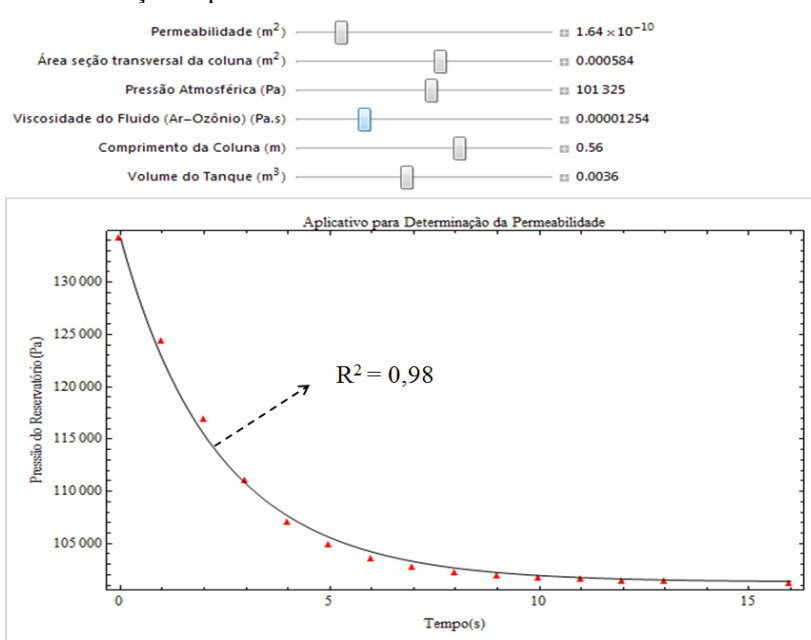 Permeabilidade (m²) 1.64 ×10⁻¹⁰
Área seção transversal da coluna (m²) 0.000584
Pressão Atmosférica (Pa) 101 325
Viscosidade do Fluido (Ar–Ozônio) (Pa.s) 0.00001254
Comprimento da Coluna (m) 0.56
Volume do Tanque (m³) 0.0036
Aplicativo para Determinação da Permeabilidade
Pressão do Reservatório(Pa)
130 000
125 000
120 000
115 000
110 000
105 000
R² = 0,98
0 5 10 15
Tempo(s)